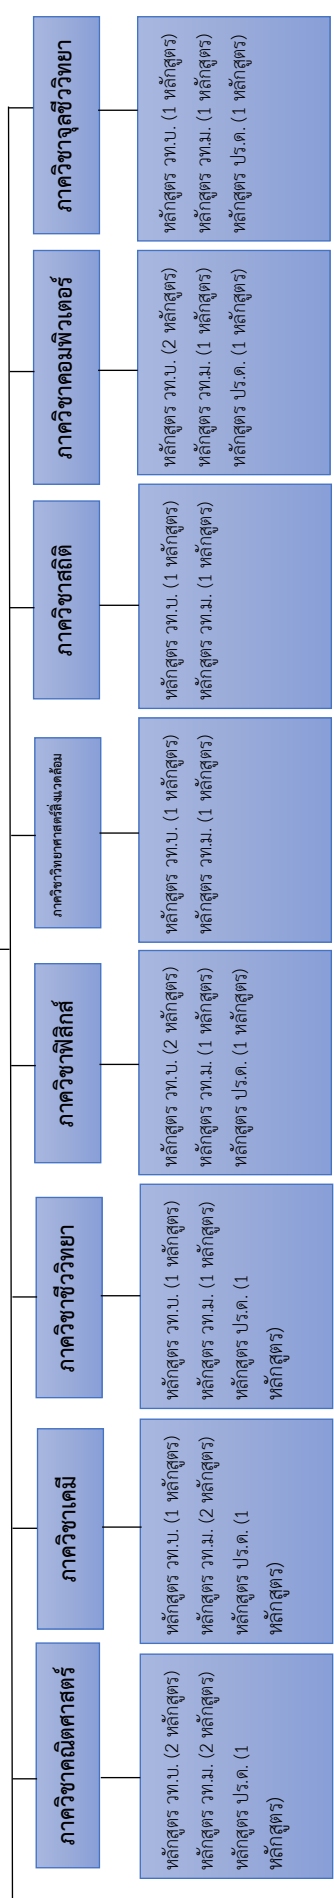 ภาควิชาคณิตศาสตร์
หลักสูตร วท.บ. (2 หลักสูตร)
หลักสูตร วท.ม. (2 หลักสูตร)
หลักสูตร ปร.ด. (1
หลักสูตร)
ภาควิชาเคมี
หลักสูตร วท.บ. (1 หลักสูตร)
หลักสูตร วท.ม. (2 หลักสูตร)
หลักสูตร ปร.ด. (1
หลักสูตร)
ภาควิชาชีววิทยา
หลักสูตร วท.บ. (1 หลักสูตร)
หลักสูตร วท.ม. (1 หลักสูตร)
หลักสูตร ปร.ด. (1
หลักสูตร)
ภาควิชาฟิสิกส์
หลักสูตร วท.บ. (2 หลักสูตร)
หลักสูตร วท.ม. (1 หลักสูตร)
หลักสูตร ปร.ด. (1 หลักสูตร)
ภาควิชาวิทยาศาสตร์สิ่งแวดล้อม
หลักสูตร วท.บ. (1 หลักสูตร)
หลักสูตร วท.ม. (1 หลักสูตร)
ภาควิชาสถิติ
หลักสูตร วท.บ. (1 หลักสูตร)
หลักสูตร วท.ม. (1 หลักสูตร)
ภาควิชาคอมพิวเตอร์
หลักสูตร วท.บ. (2 หลักสูตร)
หลักสูตร วท.ม. (1 หลักสูตร)
หลักสูตร ปร.ด. (1 หลักสูตร)
ภาควิชาจุลชีววิทยา
หลักสูตร วท.บ. (1 หลักสูตร)
หลักสูตร วท.ม. (1 หลักสูตร)
หลักสูตร ปร.ด. (1 หลักสูตร)